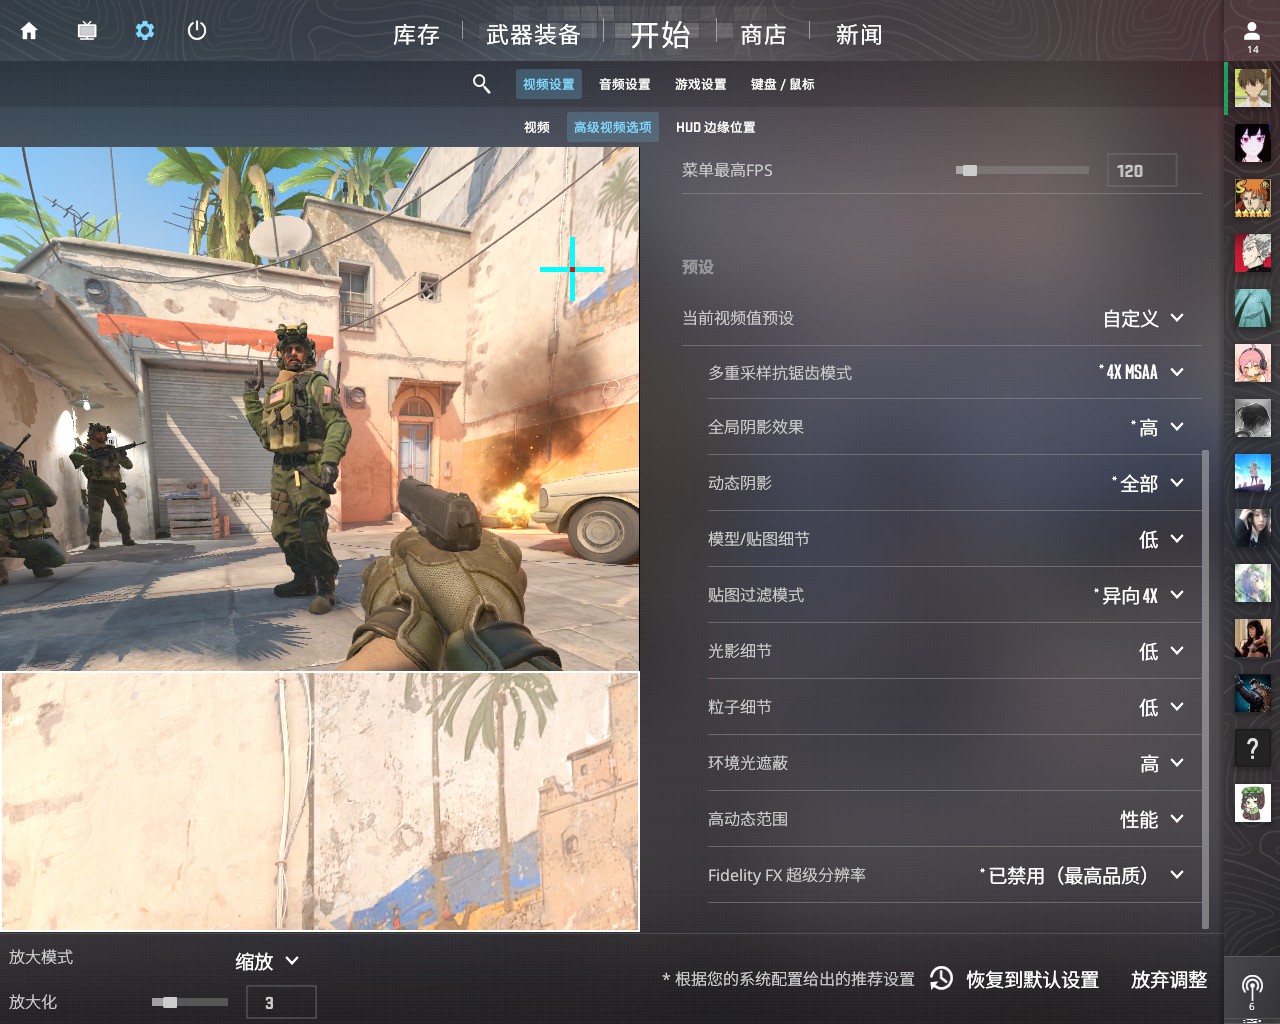 库存
武器装备
开始
商店
新闻
14
视频设置
音频设置
游戏设置
键盘 / 鼠标
视频
高级视频选项
HUD 边缘位置
菜单最高FPS 120
预设
当前视频值预设 自定义
多重采样抗锯齿模式 * 4X MSAA
全局阴影效果 * 高
动态阴影 * 全部
模型/贴图细节 低
贴图过滤模式 * 异向 4X
光影细节 低
粒子细节 低
环境光遮蔽 高
?
高动态范围 性能
Fidelity FX 超级分辨率 * 已禁用（最高品质）
放大模式 缩放
放大化 3
* 根据您的系统配置给出的推荐设置
恢复到默认设置
放弃调整
6